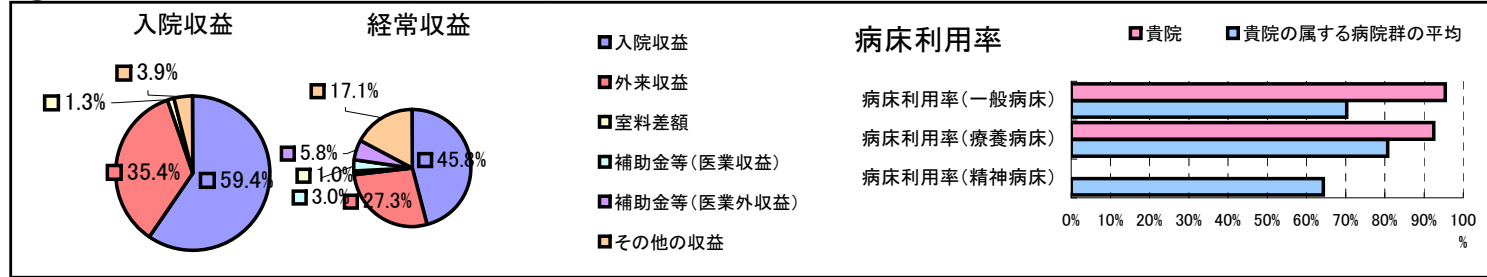 入院収益
3.9%
1.3%
35.4%
59.4%
経常収益
17.1%
5.8%
1.0%
3.0%
45.8%
27.3%
入院収益
外来収益
室料差額
補助金等(医業収益)
補助金等(医業外収益)
その他の収益
病床利用率
貴院
貴院の属する病院群の平均
病床利用率(一般病床)
病床利用率(療養病床)
病床利用率(精神病床)
0% 10% 20% 30% 40% 50% 60% 70% 80% 90% 100
%